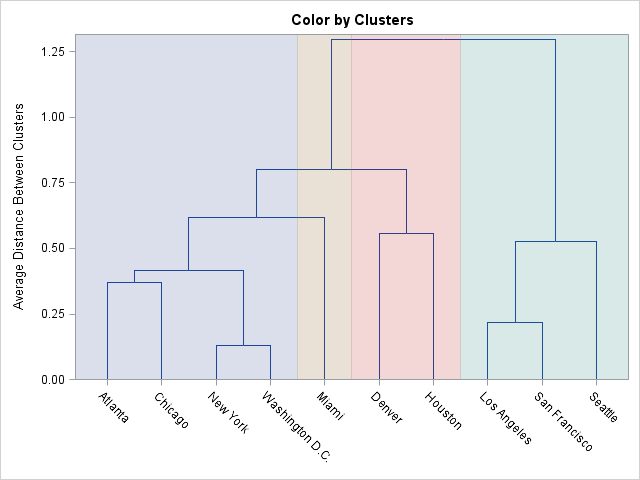 Color by Clusters
Average Distance Between Clusters
1.25
1.00
0.75
0.50
0.25
0.00
Atlanta
Chicago
New York
Washington D.C.
Miami
Denver
Houston
Los Angeles
San Francisco
Seattle